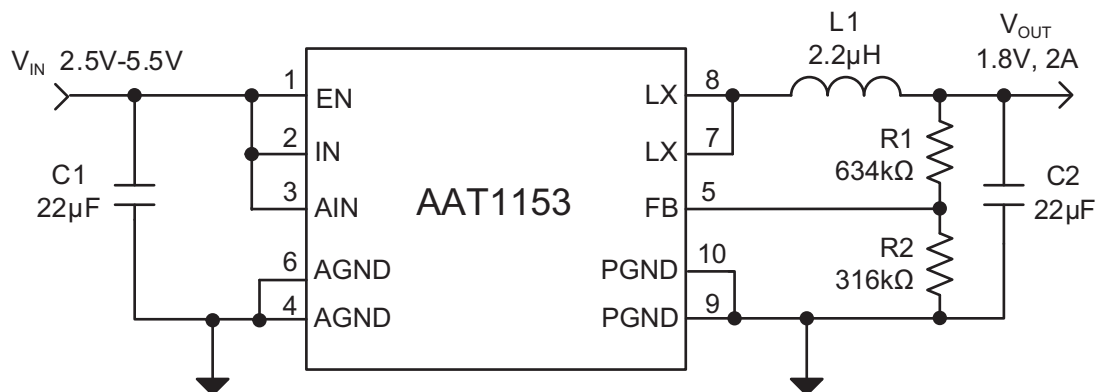 V_IN 2.5V-5.5V
C1
22μF
1
EN
2
IN
3
AIN
6
AGND
4
AGND
AAT1153
8
LX
7
LX
5
FB
10
PGND
9
PGND
L1
2.2μH
V_OUT
1.8V, 2A
R1
634kΩ
R2
316kΩ
C2
22μF